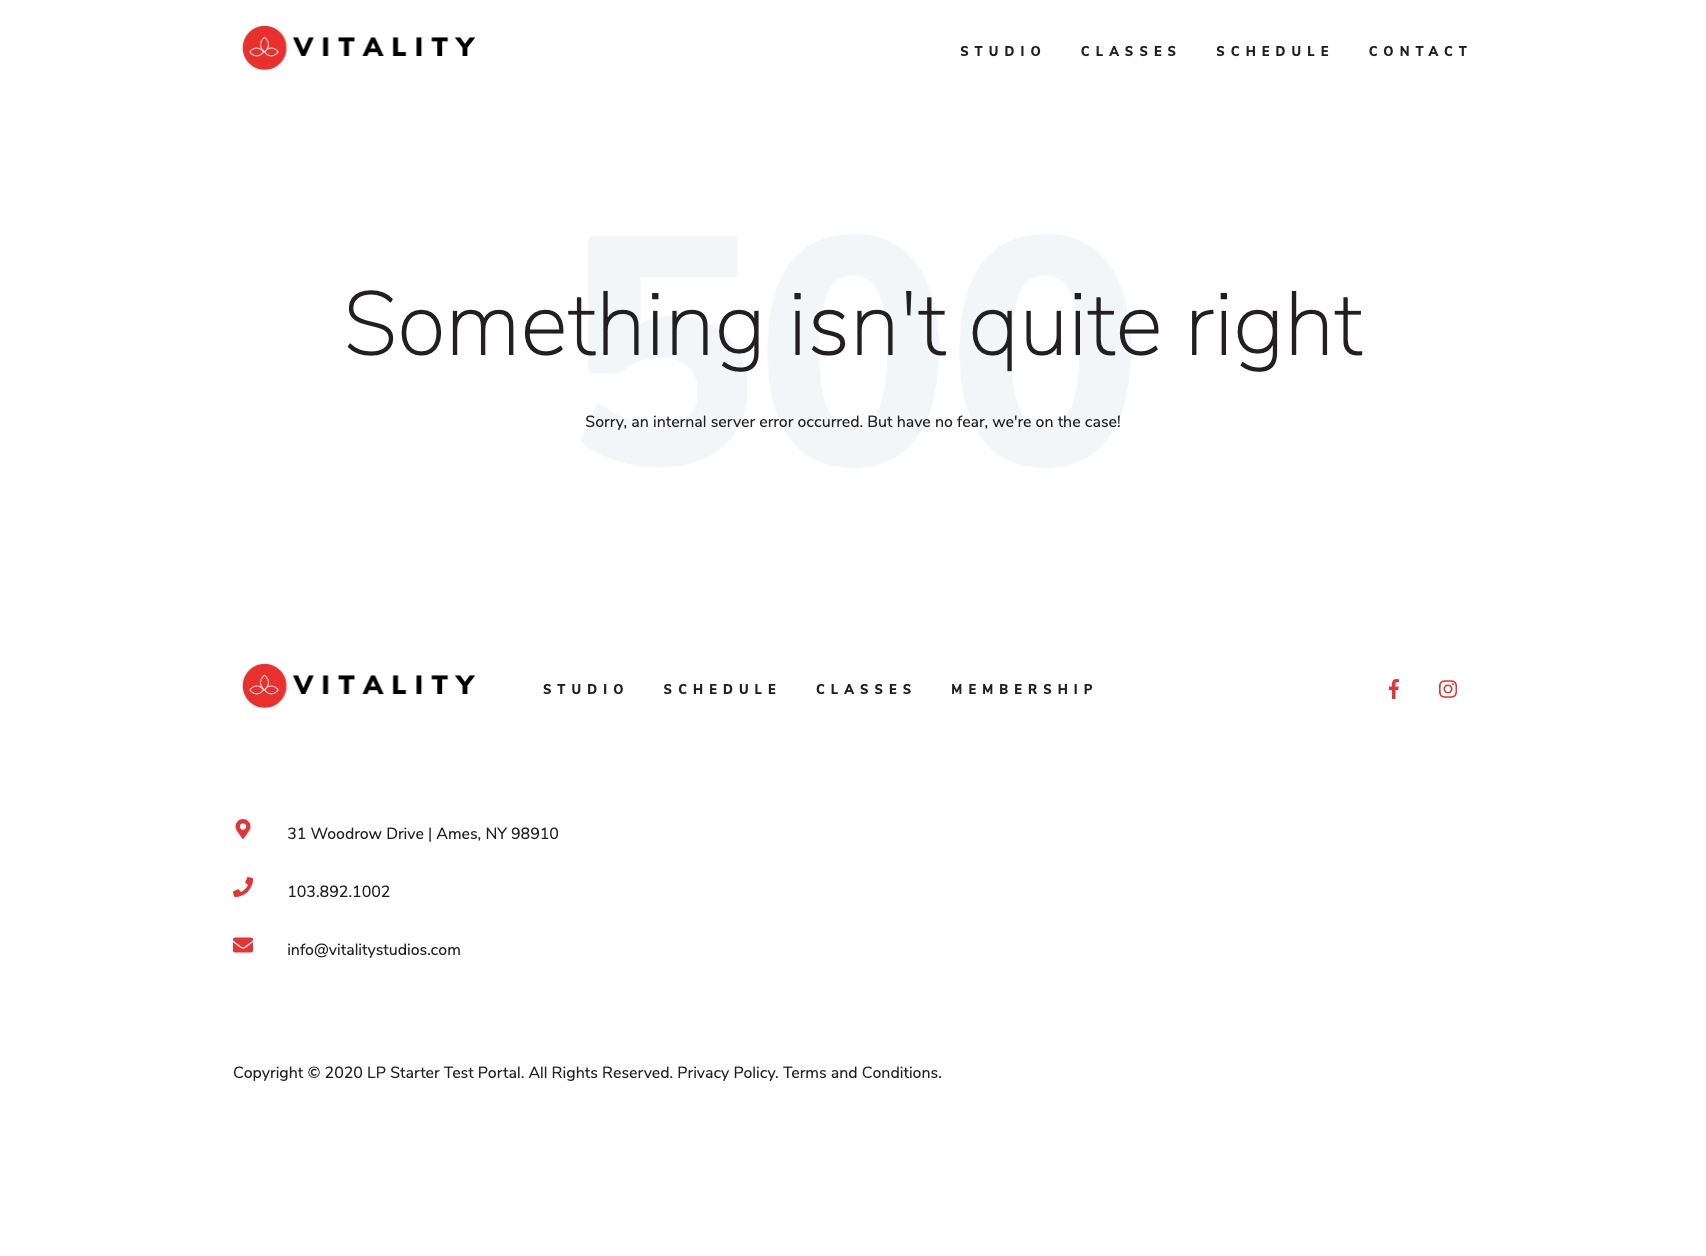 VITALITY
STUDIO CLASSES SCHEDULE CONTACT
500
Something isn't quite right
Sorry, an internal server error occurred. But have no fear, we're on the case!
VITALITY
STUDIO SCHEDULE CLASSES MEMBERSHIP
31 Woodrow Drive | Ames, NY 98910
103.892.1002
info@vitalitystudios.com
Copyright © 2020 LP Starter Test Portal. All Rights Reserved. Privacy Policy. Terms and Conditions.